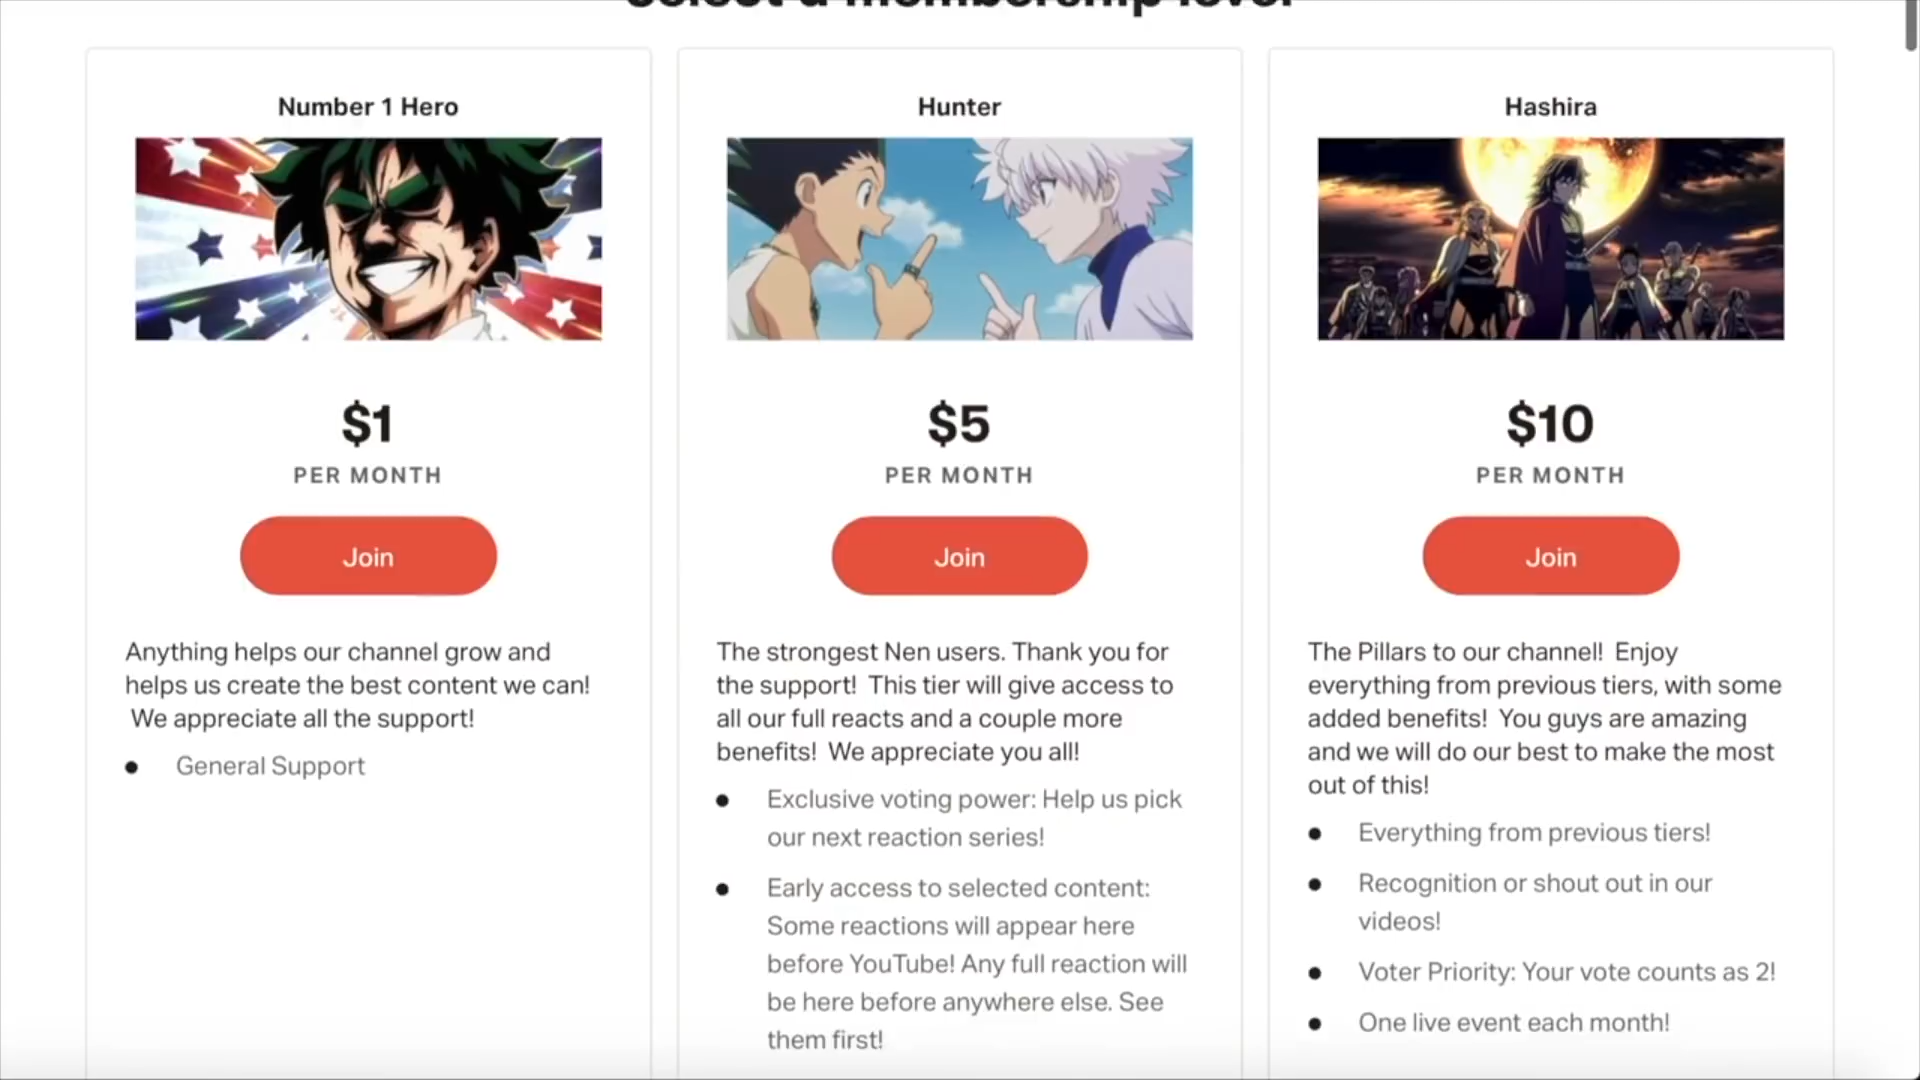 Select a membership level
Number 1 Hero
$1
PER MONTH
Join
Anything helps our channel grow and
helps us create the best content we can!
We appreciate all the support!
General Support
Hunter
$5
PER MONTH
Join
The strongest Nen users. Thank you for
the support!  This tier will give access to
all our full reacts and a couple more
benefits!  We appreciate you all!
Exclusive voting power: Help us pick
our next reaction series!
Early access to selected content:
Some reactions will appear here
before YouTube! Any full reaction will
be here before anywhere else. See
them first!
Hashira
$10
PER MONTH
Join
The Pillars to our channel!  Enjoy
everything from previous tiers, with some
added benefits!  You guys are amazing
and we will do our best to make the most
out of this!
Everything from previous tiers!
Recognition or shout out in our
videos!
Voter Priority: Your vote counts as 2!
One live event each month!